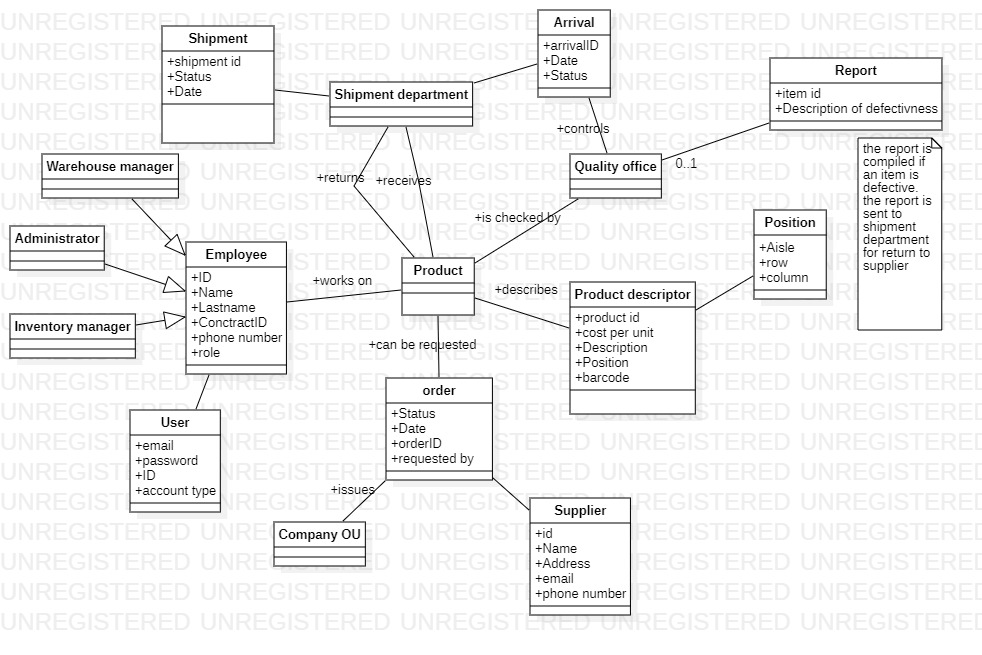 Shipment
+shipment id
+Status
+Date
Shipment department
Arrival
+arrivalID
+Date
+Status
Report
+item id
+Description of defectivness
the report is
compiled if
an item is
defective.
the report is
sent to
shipment
department
for return to
supplier
+controls
Quality office
0..1
Warehouse manager
+returns
+receives
+is checked by
Position
+Aisle
+row
+column
Administrator
Employee
+ID
+Name
+Lastname
+ConctractID
+phone number
+role
+works on
Product
+describes
Product descriptor
+product id
+cost per unit
+Description
+Position
+barcode
Inventory manager
+can be requested
order
+Status
+Date
+orderID
+requested by
User
+email
+password
+ID
+account type
+issues
Company OU
Supplier
+id
+Name
+Address
+email
+phone number
UNREGISTERED UNREGISTERED UNREGISTERED UNREGISTERED UNREGISTERED